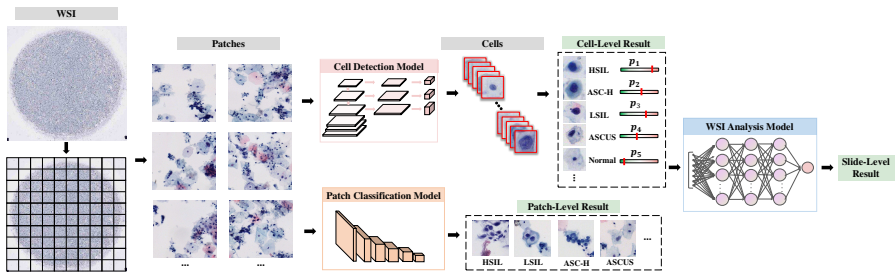 WSI
Patches
...
...
Cell Detection Model
Cells
Cell-Level Result
HSIL
p1
ASC-H
p2
LSIL
p3
ASCUS
p4
Normal
p5
⋮
Patch Classification Model
Patch-Level Result
HSIL
LSIL
ASC-H
ASCUS
...
WSI Analysis Model
Slide-Level
Result